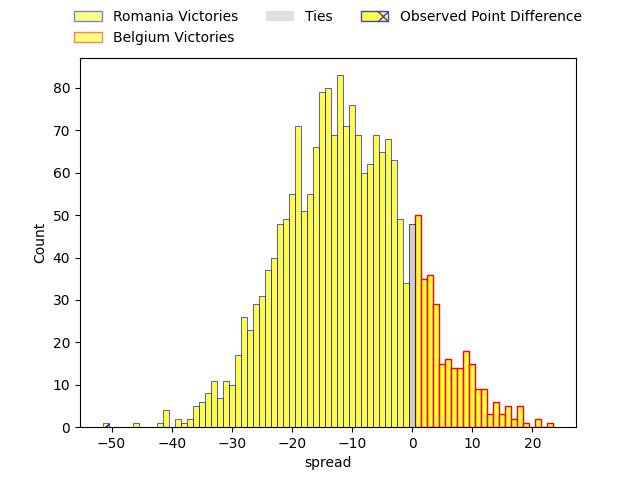 Romania Victories
Belgium Victories
Ties
Observed Point Difference
Count
80
70
60
50
40
30
20
10
0
−50
−40
−30
−20
−10
0
10
20
spread